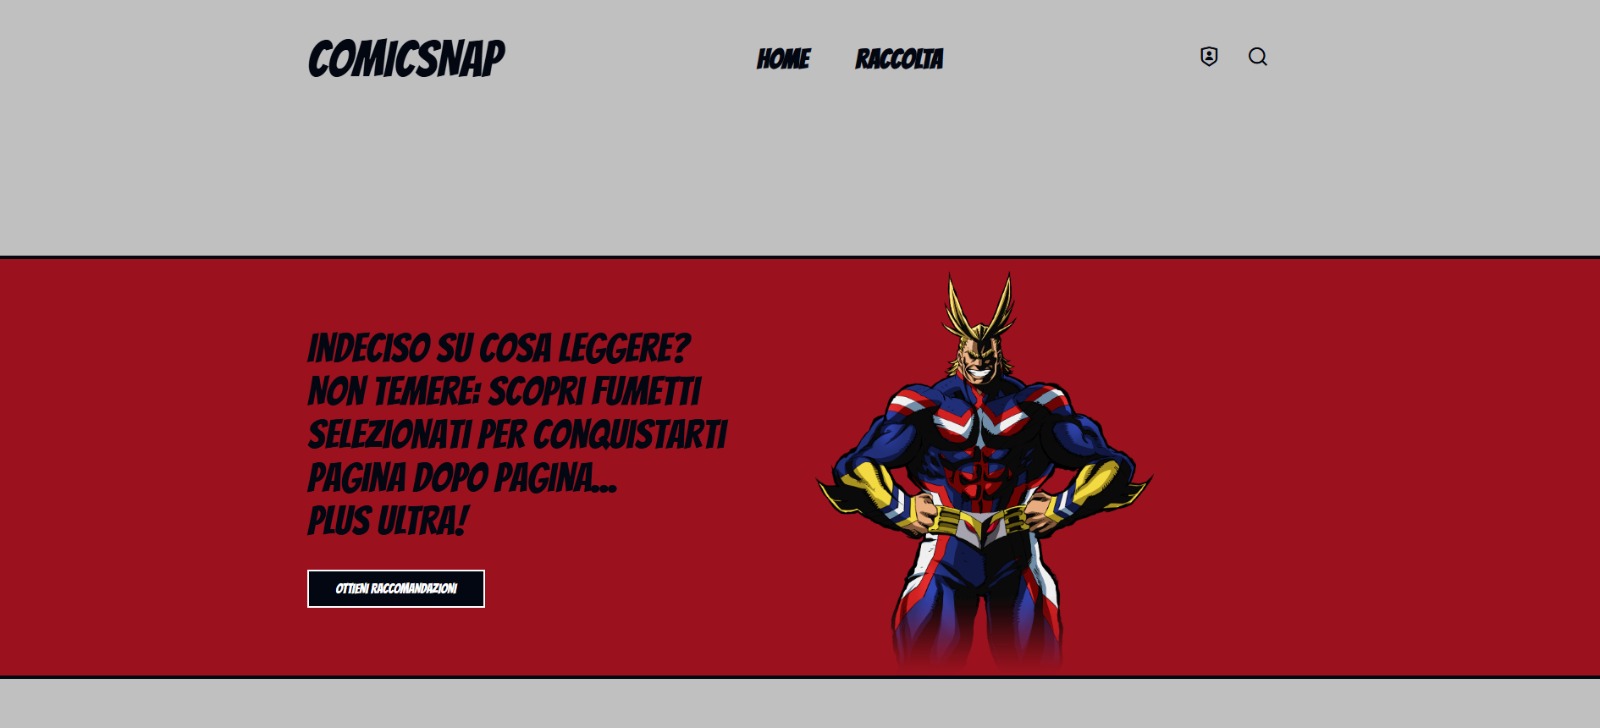 COMICSNAP
HOME
RACCOLTA
INDECISO SU COSA LEGGERE?
NON TEMERE: SCOPRI FUMETTI
SELEZIONATI PER CONQUISTARTI
PAGINA DOPO PAGINA...
PLUS ULTRA!
OTTIENI RACCOMANDAZIONI